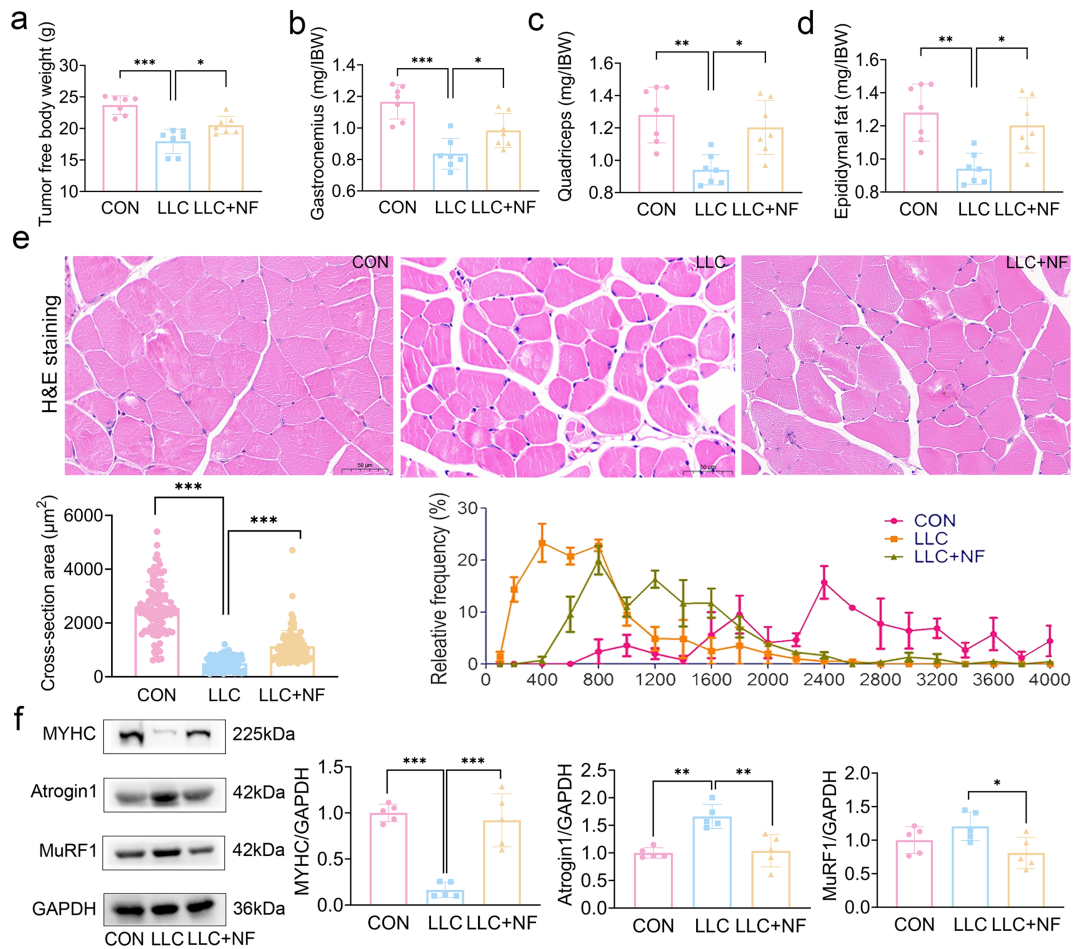 a
Tumor free body weight (g)
30
25
20
15
10
***
*
CON LLC LLC+NF
b
Gastrocnemius (mg/IBW)
1.4
1.2
1.0
0.8
0.6
***
*
CON LLC LLC+NF
c
Quadriceps (mg/IBW)
1.6
1.4
1.2
1.0
0.8
**
*
CON LLC LLC+NF
d
Epididymal fat (mg/IBW)
1.6
1.4
1.2
1.0
0.8
**
*
CON LLC LLC+NF
e
H&E staining
CON
50 μm
LLC
50 μm
LLC+NF
Cross-section area (μm²)
6000
4000
2000
0
***
***
CON LLC LLC+NF
Releative frequency (%)
30
20
10
0
CON
LLC
LLC+NF
0 400 800 1200 1600 2000 2400 2800 3200 3600 4000
f
MYHC 225kDa
Atrogin1 42kDa
MuRF1 42kDa
GAPDH 36kDa
CON LLC LLC+NF
MYHC/GAPDH
1.5
1.0
0.5
0.0
***
***
CON LLC LLC+NF
Atrogin1/GAPDH
2.5
2.0
1.5
1.0
0.5
0.0
**
**
CON LLC LLC+NF
MuRF1/GAPDH
2.0
1.5
1.0
0.5
0.0
*
CON LLC LLC+NF